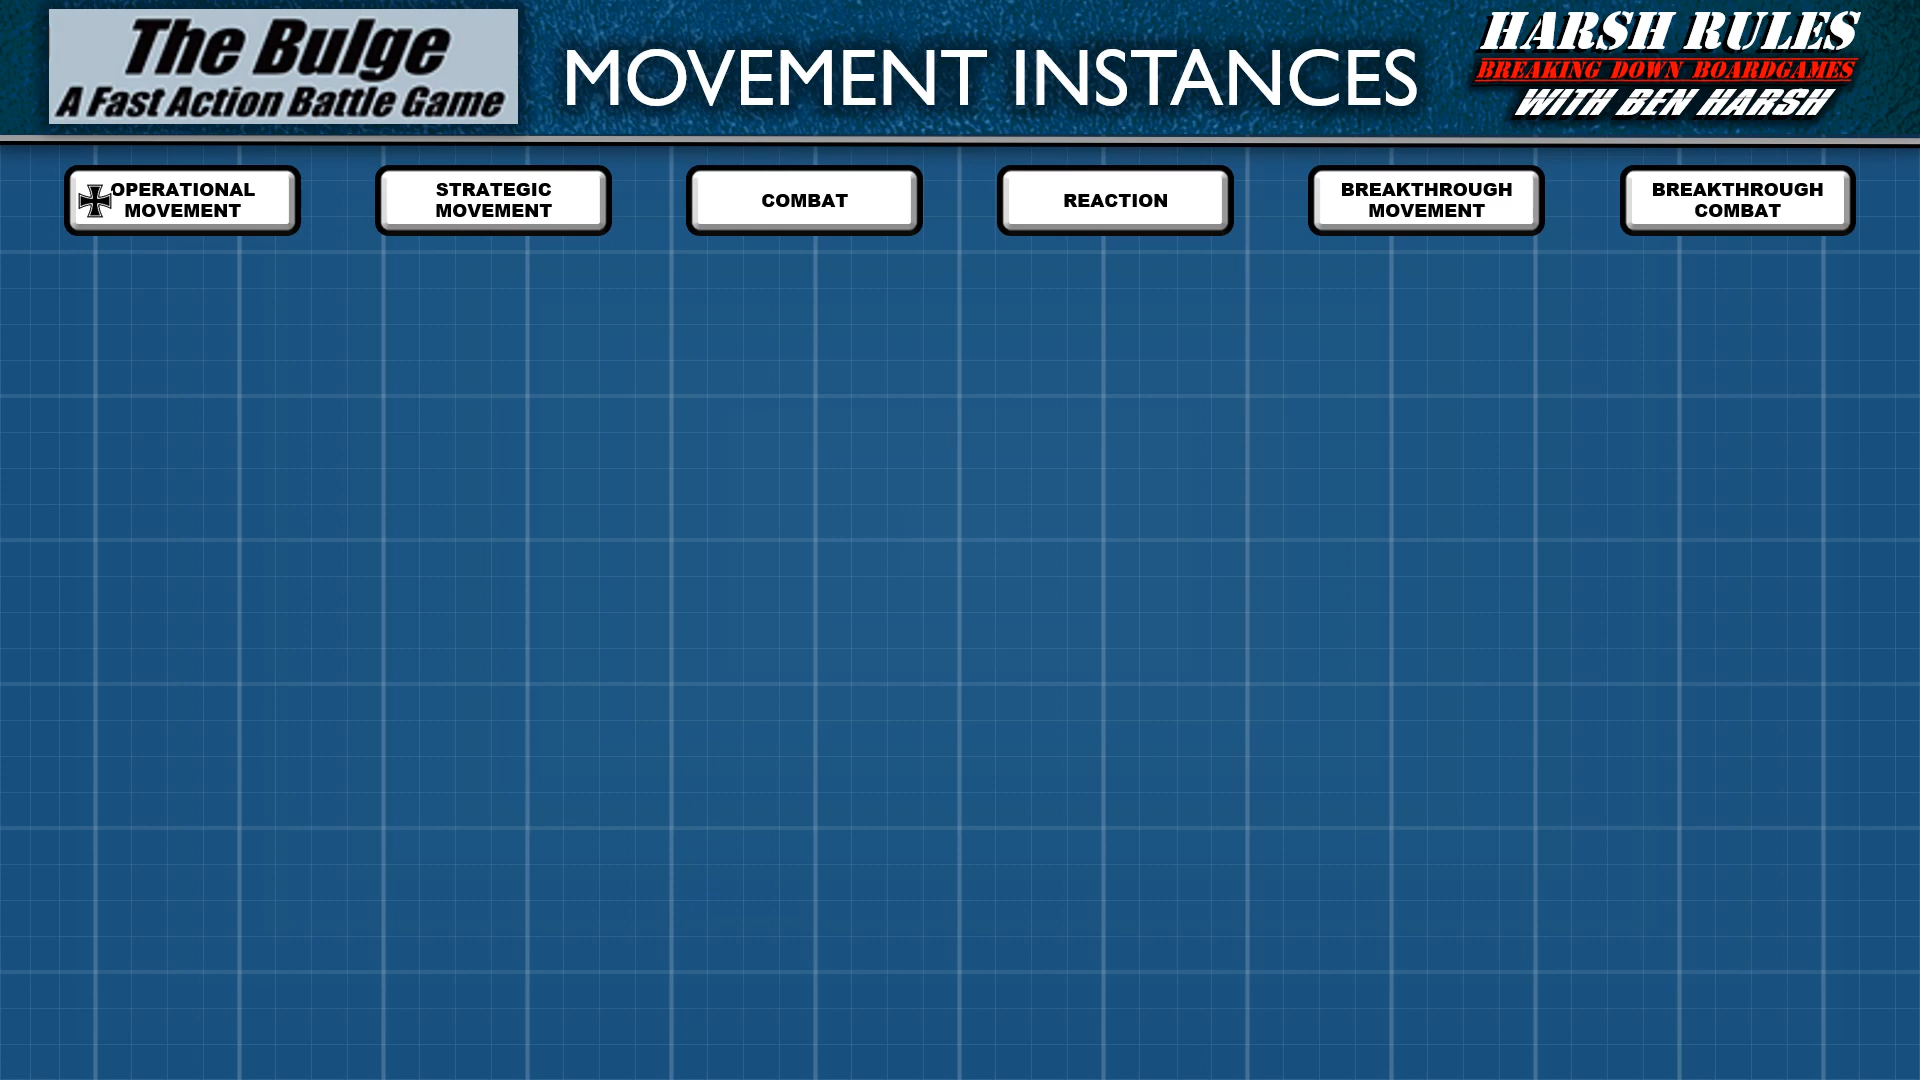 The Bulge
A Fast Action Battle Game
MOVEMENT INSTANCES
HARSH RULES
BREAKING DOWN BOARDGAMES
WITH BEN HARSH
OPERATIONAL
MOVEMENT
STRATEGIC
MOVEMENT
COMBAT
REACTION
BREAKTHROUGH
MOVEMENT
BREAKTHROUGH
COMBAT